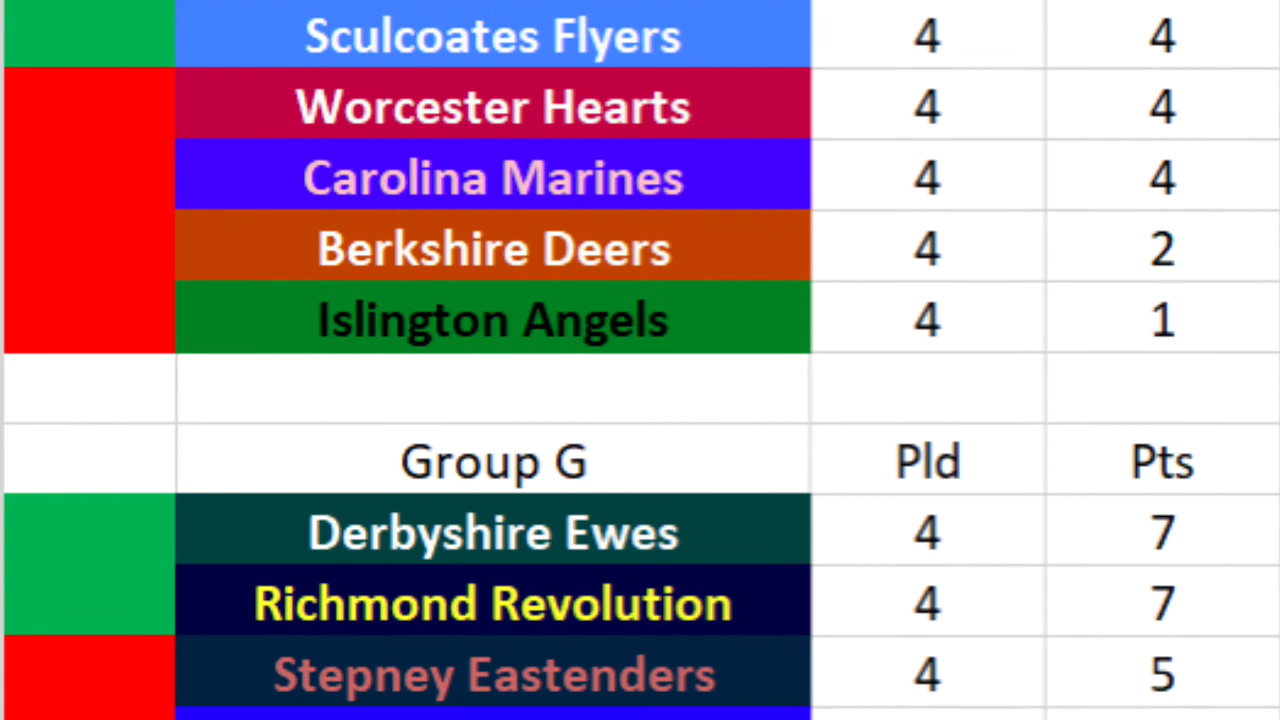 Sculcoates Flyers 4 4
Worcester Hearts 4 4
Carolina Marines 4 4
Berkshire Deers 4 2
Islington Angels 4 1
Group G Pld Pts
Derbyshire Ewes 4 7
Richmond Revolution 4 7
Stepney Eastenders 4 5